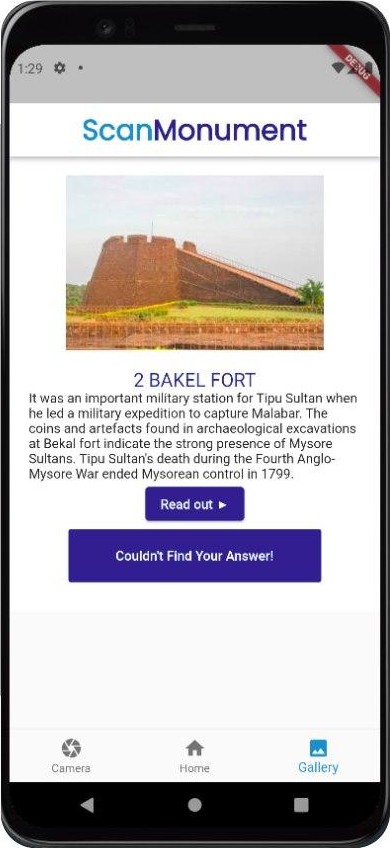 1:29
DEBUG
ScanMonument
2 BAKEL FORT
It was an important military station for Tipu Sultan when
he led a military expedition to capture Malabar. The
coins and artefacts found in archaeological excavations
at Bekal fort indicate the strong presence of Mysore
Sultans. Tipu Sultan's death during the Fourth Anglo-
Mysore War ended Mysorean control in 1799.
Read out ►
Couldn't Find Your Answer!
Camera
Home
Gallery